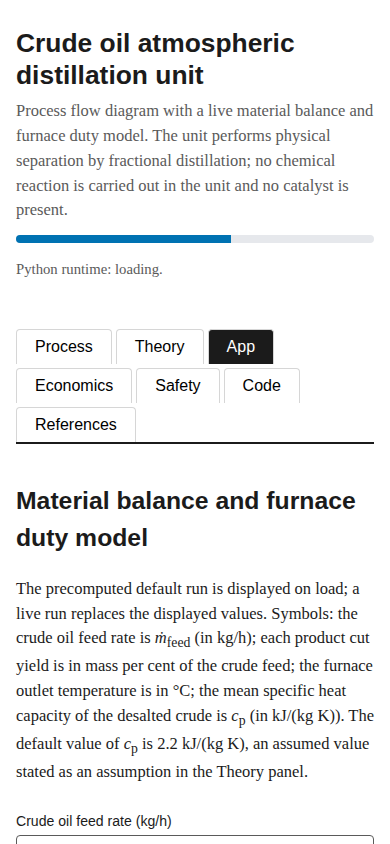 Crude oil atmospheric
distillation unit
Process flow diagram with a live material balance and
furnace duty model. The unit performs physical
separation by fractional distillation; no chemical
reaction is carried out in the unit and no catalyst is
present.
Python runtime: loading.
Process Theory App
Economics Safety Code
References
Material balance and furnace
duty model
The precomputed default run is displayed on load; a
live run replaces the displayed values. Symbols: the
crude oil feed rate is ṁfeed (in kg/h); each product cut
yield is in mass per cent of the crude feed; the furnace
outlet temperature is in °C; the mean specific heat
capacity of the desalted crude is cp (in kJ/(kg K)). The
default value of cp is 2.2 kJ/(kg K), an assumed value
stated as an assumption in the Theory panel.
Crude oil feed rate (kg/h)